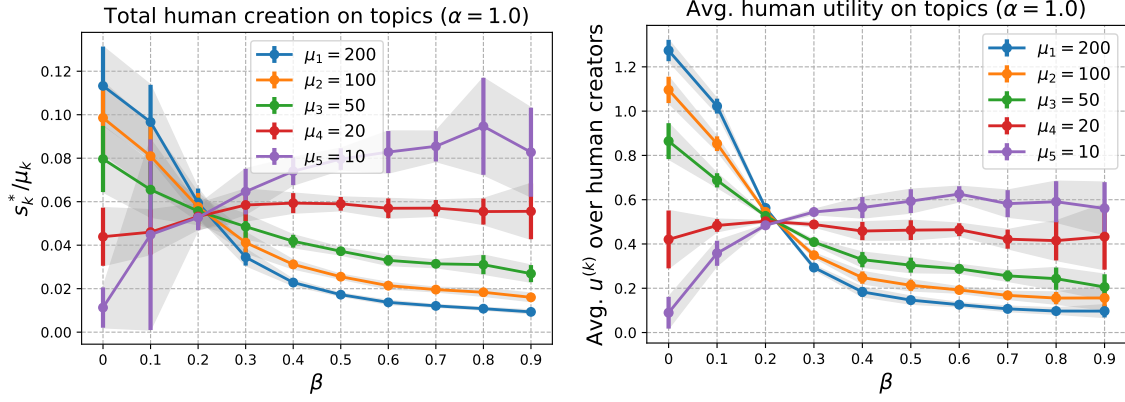 Total human creation on topics (α = 1.0)
s*ₖ/μₖ
0.12
0.10
0.08
0.06
0.04
0.02
0.00
μ₁ = 200
μ₂ = 100
μ₃ = 50
μ₄ = 20
μ₅ = 10
0 0.1 0.2 0.3 0.4 0.5 0.6 0.7 0.8 0.9
β
Avg. human utility on topics (α = 1.0)
Avg. u⁽ᵏ⁾ over human creators
1.2
1.0
0.8
0.6
0.4
0.2
0.0
μ₁ = 200
μ₂ = 100
μ₃ = 50
μ₄ = 20
μ₅ = 10
0 0.1 0.2 0.3 0.4 0.5 0.6 0.7 0.8 0.9
β